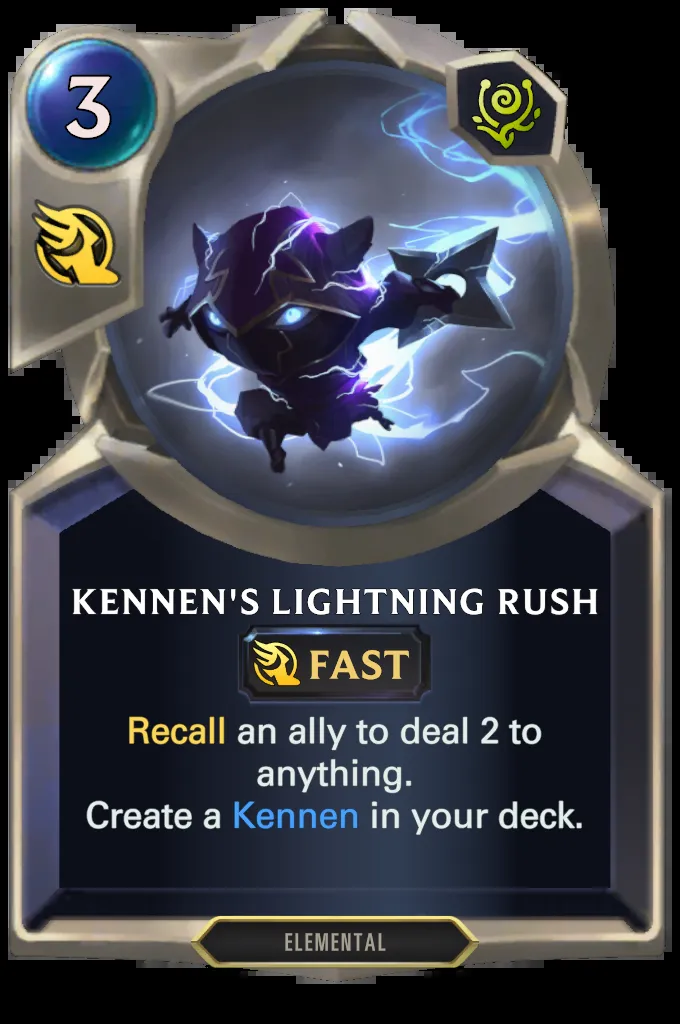 3
KENNEN'S LIGHTNING RUSH
FAST
Recall an ally to deal 2 to
anything.
Create a Kennen in your deck.
ELEMENTAL